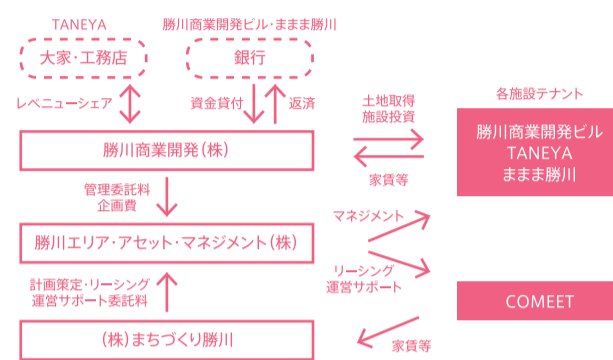 TANEYA
大家・工務店
勝川商業開発ビル・ままま勝川
銀行
レベニューシェア
資金貸付
返済
土地取得
施設投資
各施設テナント
勝川商業開発(株)
家賃等
勝川商業開発ビル
TANEYA
ままま勝川
管理委託料
企画費
マネジメント
勝川エリア・アセット・マネジメント(株)
リーシング
運営サポート
計画策定・リーシング
運営サポート委託料
COMEET
(株)まちづくり勝川
家賃等